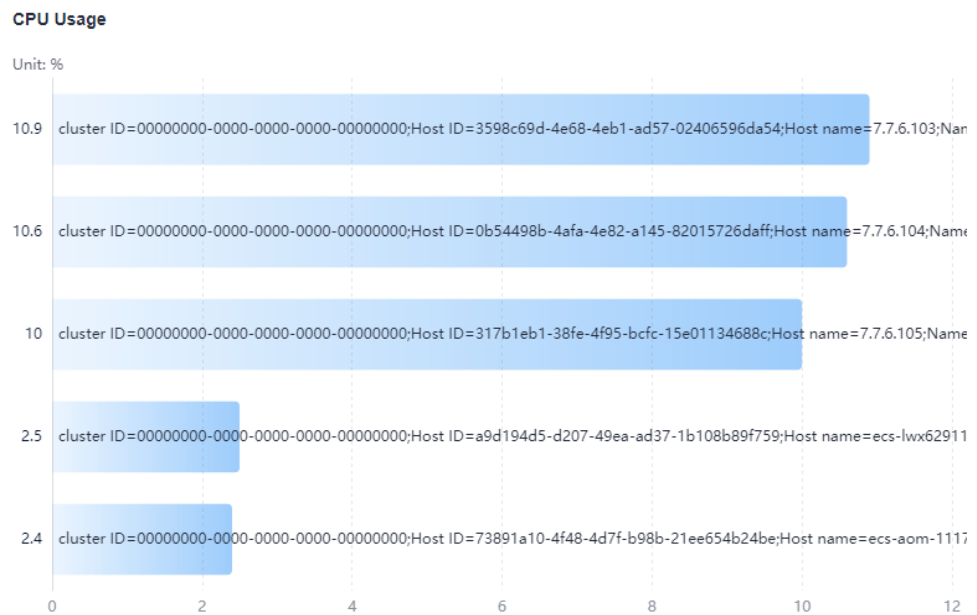 CPU Usage
Unit: %
10.9 cluster ID=00000000-0000-0000-0000-00000000;Host ID=3598c69d-4e68-4eb1-ad57-02406596da54;Host name=7.7.6.103;Nam
10.6 cluster ID=00000000-0000-0000-0000-00000000;Host ID=0b54498b-4afa-4e82-a145-82015726daff;Host name=7.7.6.104;Name
10 cluster ID=00000000-0000-0000-0000-00000000;Host ID=317b1eb1-38fe-4f95-bcfc-15e01134688c;Host name=7.7.6.105;Name
2.5 cluster ID=00000000-0000-0000-0000-00000000;Host ID=a9d194d5-d207-49ea-ad37-1b108b89f759;Host name=ecs-lwx62911
2.4 cluster ID=00000000-0000-0000-0000-00000000;Host ID=73891a10-4f48-4d7f-b98b-21ee654b24be;Host name=ecs-aom-1117
0 2 4 6 8 10 12